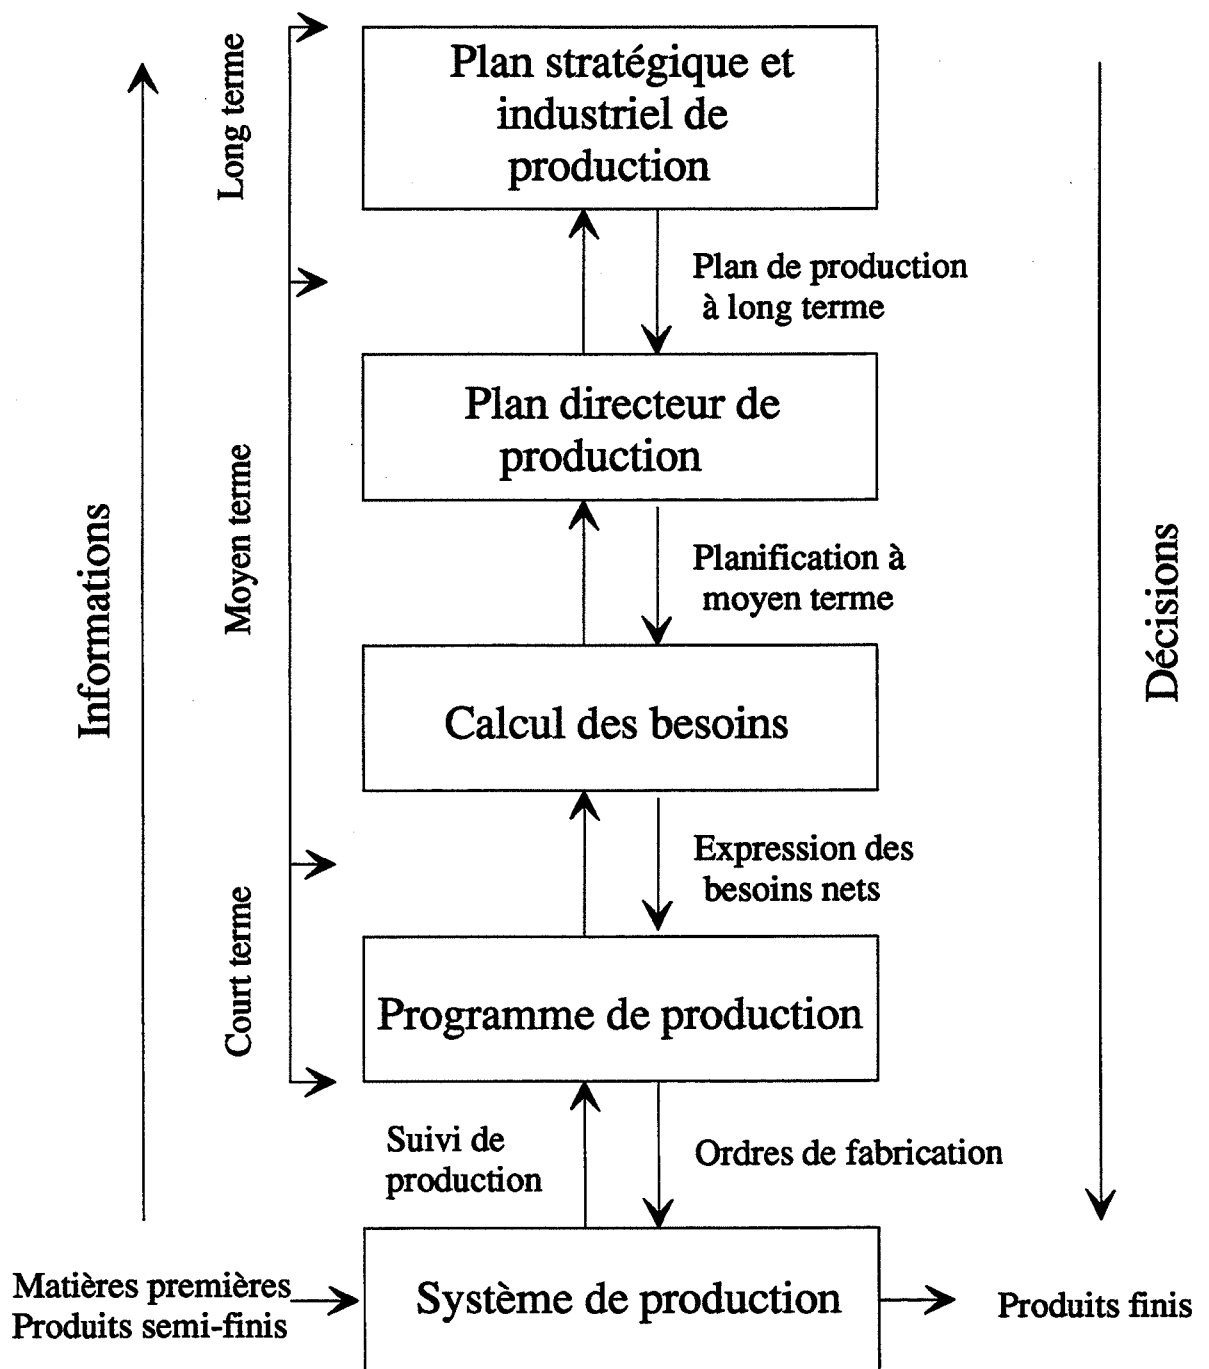 Long terme
Plan stratégique et
industriel de
production
Plan de production
à long terme
Plan directeur de
production
Moyen terme
Informations
Planification à
moyen terme
Décisions
Calcul des besoins
Expression des
besoins nets
Court terme
Programme de production
Suivi de
production
Ordres de fabrication
Matières premières
Produits semi-finis
Système de production
Produits finis